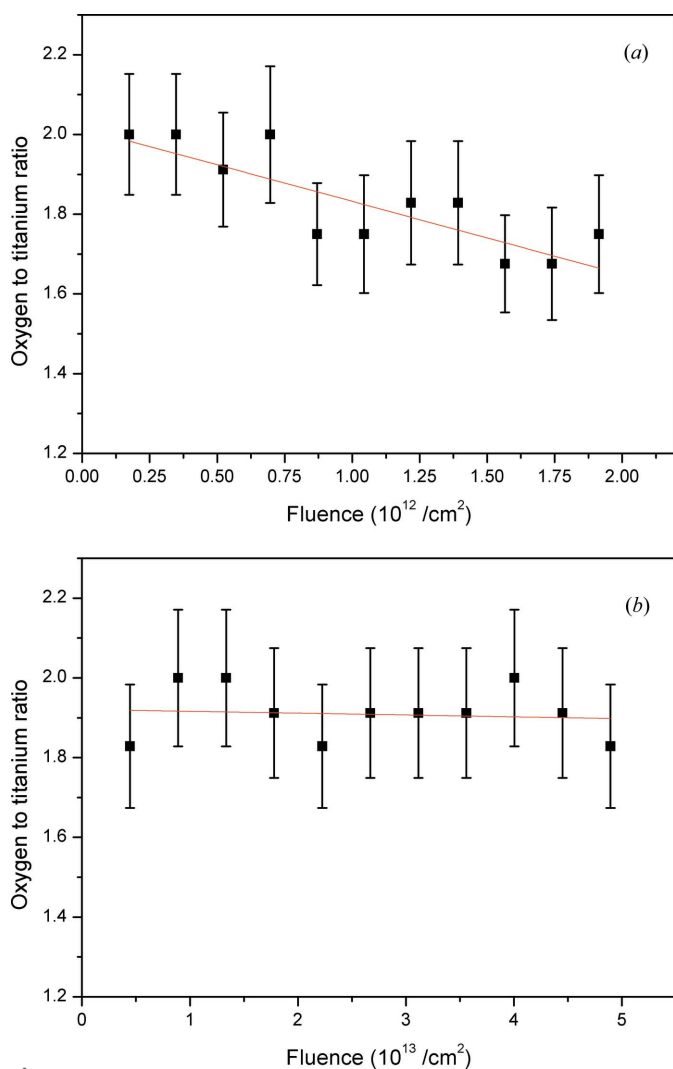 (a)
2.2
2.0
1.8
1.6
1.4
1.2
Oxygen to titanium ratio
0.00 0.25 0.50 0.75 1.00 1.25 1.50 1.75 2.00
Fluence (10¹² /cm²)
(b)
2.2
2.0
1.8
1.6
1.4
1.2
Oxygen to titanium ratio
0 1 2 3 4 5
Fluence (10¹³ /cm²)